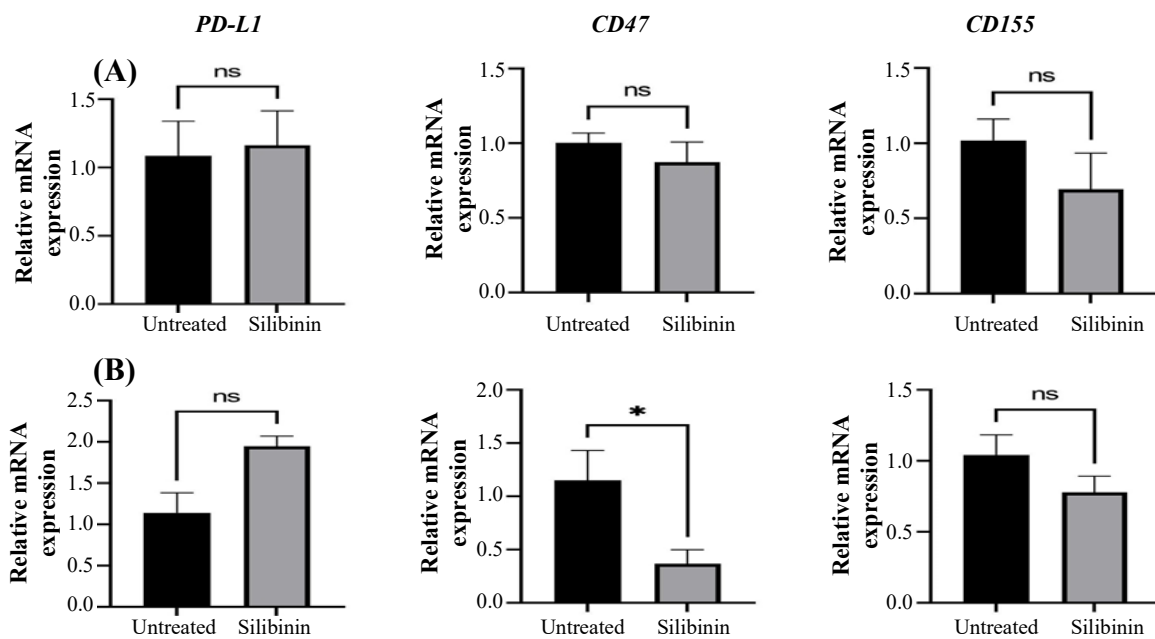 PD-L1 CD47 CD155
(A)
ns
1.5
1.0
0.5
0.0
Relative mRNA
expression
Untreated Silibinin
ns
1.5
1.0
0.5
0.0
Relative mRNA
expression
Untreated Silibinin
ns
1.5
1.0
0.5
0.0
Relative mRNA
expression
Untreated Silibinin
(B)
ns
2.5
2.0
1.5
1.0
0.5
0.0
Relative mRNA
expression
Untreated Silibinin
*
2.0
1.5
1.0
0.5
0.0
Relative mRNA
expression
Untreated Silibinin
ns
1.5
1.0
0.5
0.0
Relative mRNA
expression
Untreated Silibinin